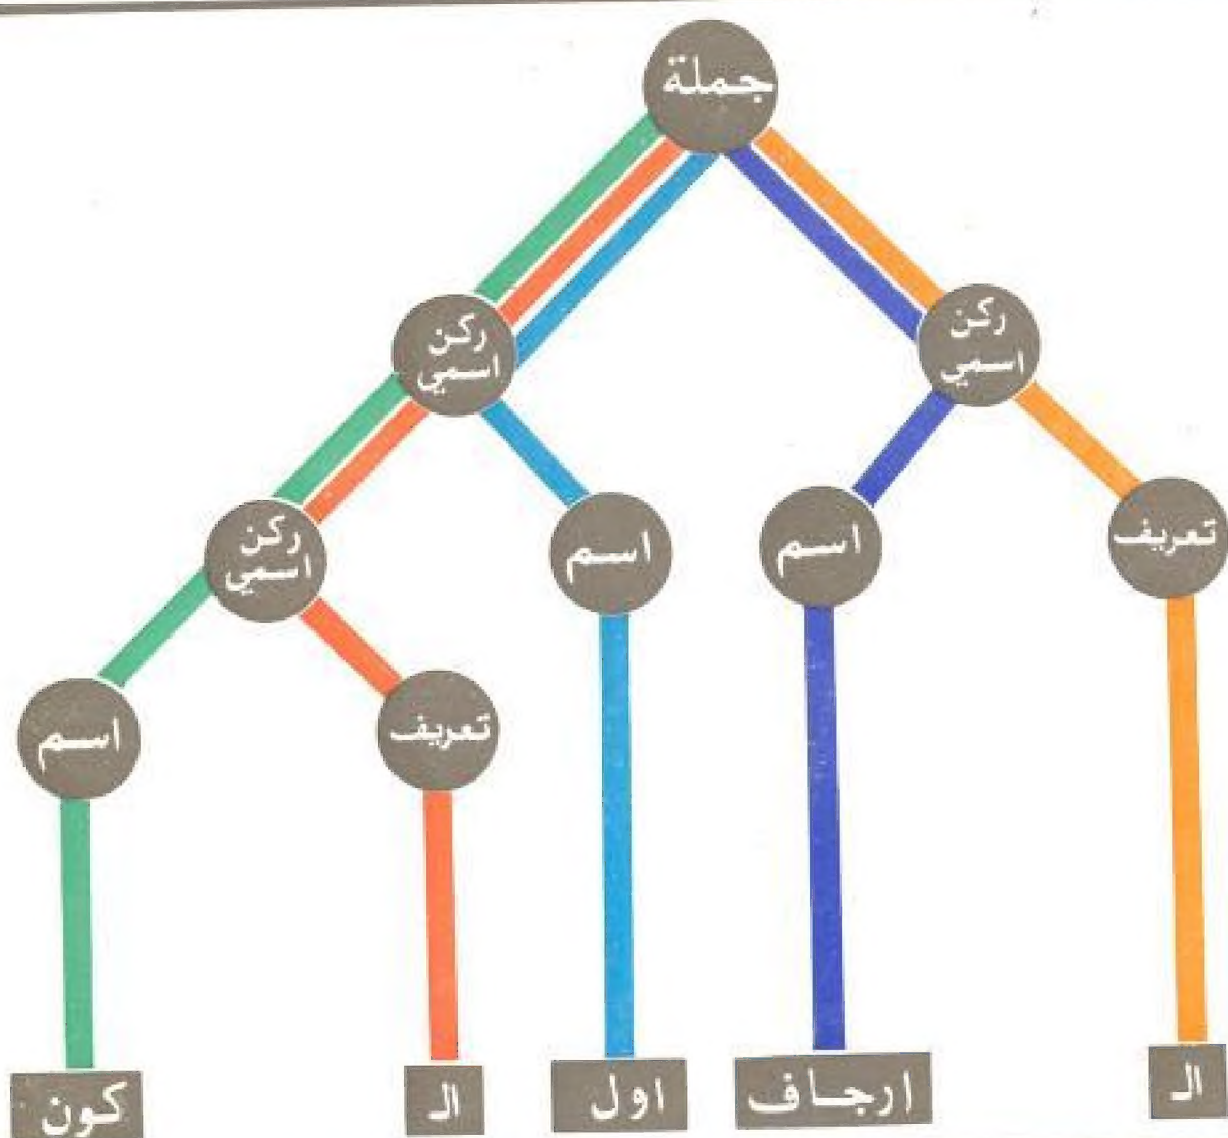 جملة
ركن
اسمي
ركن
اسمي
تعريف
اسم
اسم
ركن
اسمي
تعريف
اسم
الـ
ارجاف
اول
الـ
كون